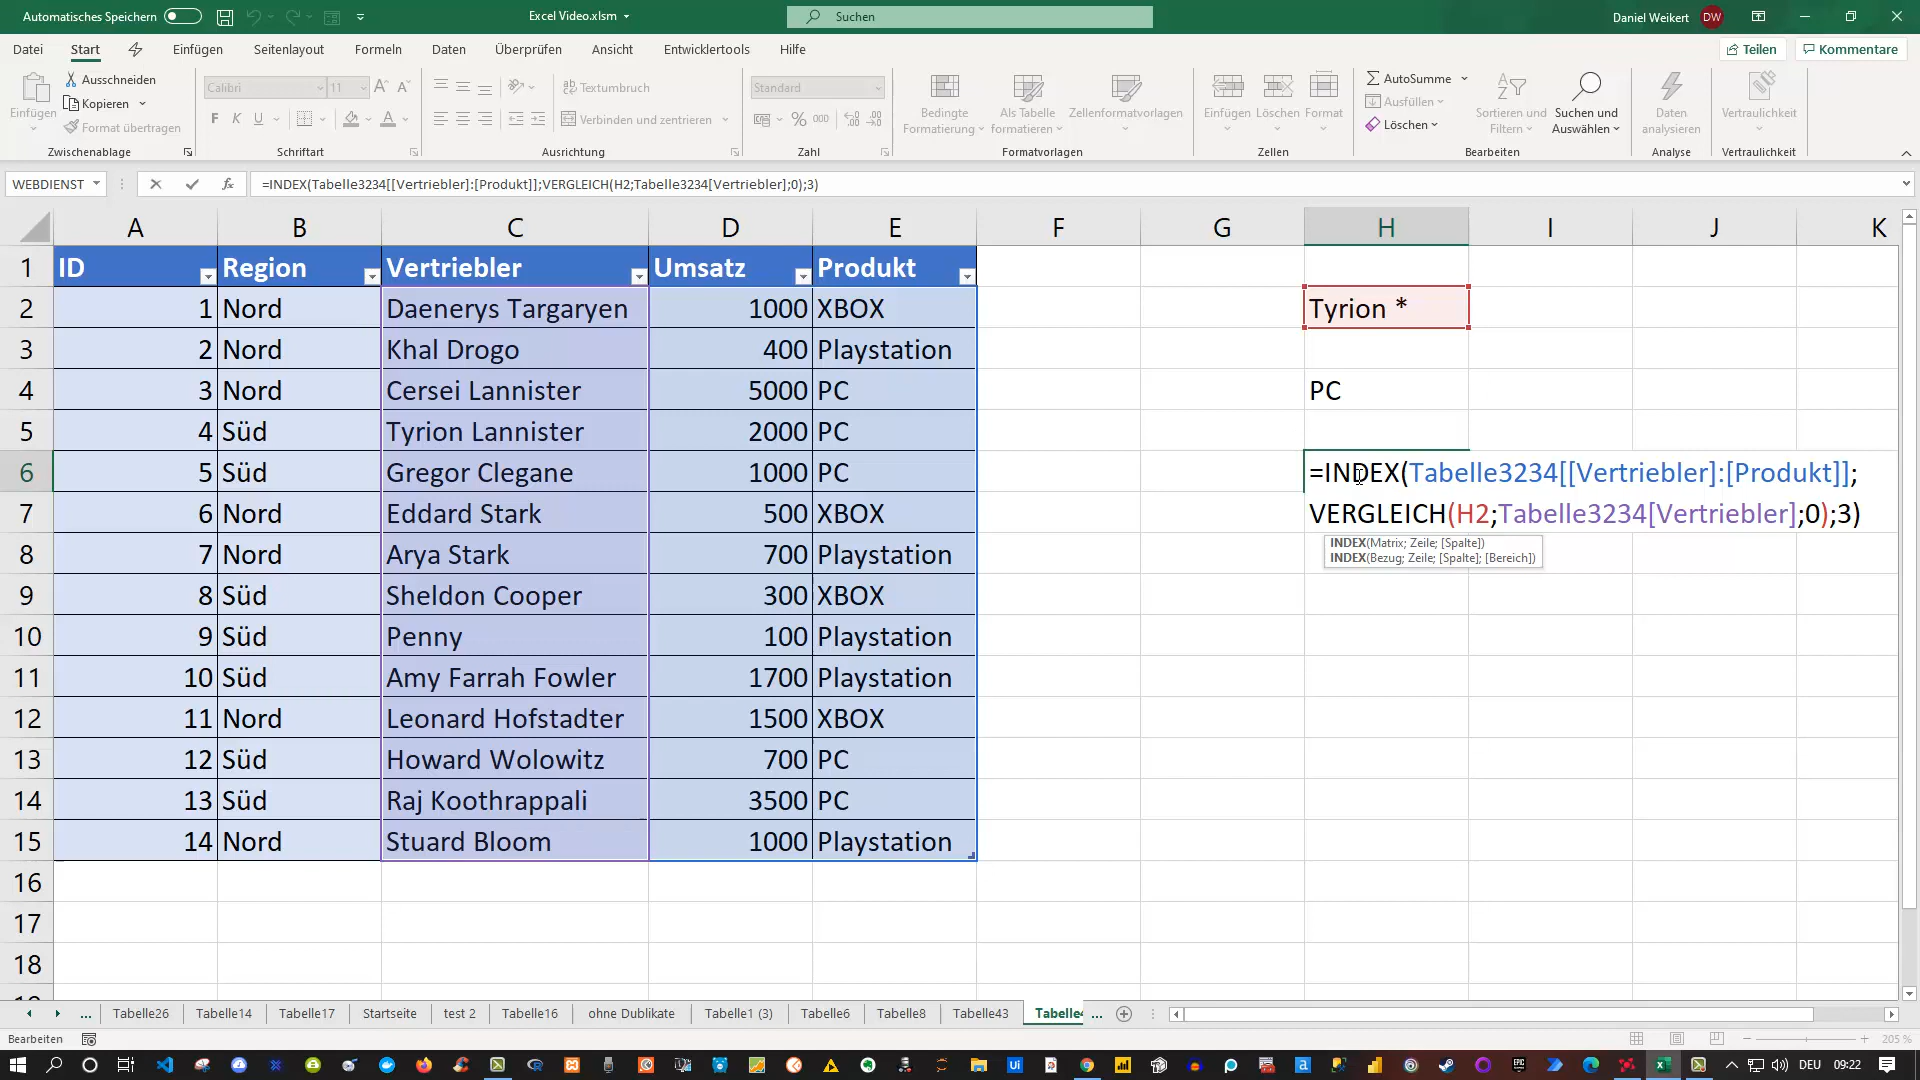 Automatisches Speichern
Excel Video.xlsm
Suchen
Daniel Weikert DW
Datei Start Einfügen Seitenlayout Formeln Daten Überprüfen Ansicht Entwicklertools Hilfe
Teilen Kommentare
Einfügen
Ausschneiden
Kopieren
Format übertragen
Zwischenablage
Calibri 11
F K U
Schriftart
Textumbruch
Verbinden und zentrieren
Ausrichtung
Standard
Zahl
Bedingte
Formatierung
Als Tabelle
formatieren
Zellenformatvorlagen
Formatvorlagen
Einfügen Löschen Format
Zellen
AutoSumme
Ausfüllen
Löschen
Sortieren und
Filtern
Suchen und
Auswählen
Bearbeiten
Daten
analysieren
Analyse
Vertraulichkeit
Vertraulichkeit
WEBDIENST
=INDEX(Tabelle3234[[Vertriebler]:[Produkt]];VERGLEICH(H2;Tabelle3234[Vertriebler];0);3)
A B C D E F G H I J K
1 ID Region Vertriebler Umsatz Produkt
2 1 Nord Daenerys Targaryen 1000 XBOX Tyrion *
3 2 Nord Khal Drogo 400 Playstation
4 3 Nord Cersei Lannister 5000 PC PC
5 4 Süd Tyrion Lannister 2000 PC
6 5 Süd Gregor Clegane 1000 PC =INDEX(Tabelle3234[[Vertriebler]:[Produkt]];
7 6 Nord Eddard Stark 500 XBOX VERGLEICH(H2;Tabelle3234[Vertriebler];0);3)
INDEX(Matrix; Zeile; [Spalte])
INDEX(Bezug; Zeile; [Spalte]; [Bereich])
8 7 Nord Arya Stark 700 Playstation
9 8 Süd Sheldon Cooper 300 XBOX
10 9 Süd Penny 100 Playstation
11 10 Süd Amy Farrah Fowler 1700 Playstation
12 11 Nord Leonard Hofstadter 1500 XBOX
13 12 Süd Howard Wolowitz 700 PC
14 13 Süd Raj Koothrappali 3500 PC
15 14 Nord Stuard Bloom 1000 Playstation
16
17
18
... Tabelle26 Tabelle14 Tabelle17 Startseite test 2 Tabelle16 ohne Dublikate Tabelle1 (3) Tabelle6 Tabelle8 Tabelle43 Tabelle4 ...
Bearbeiten
205 %
DEU 09:22